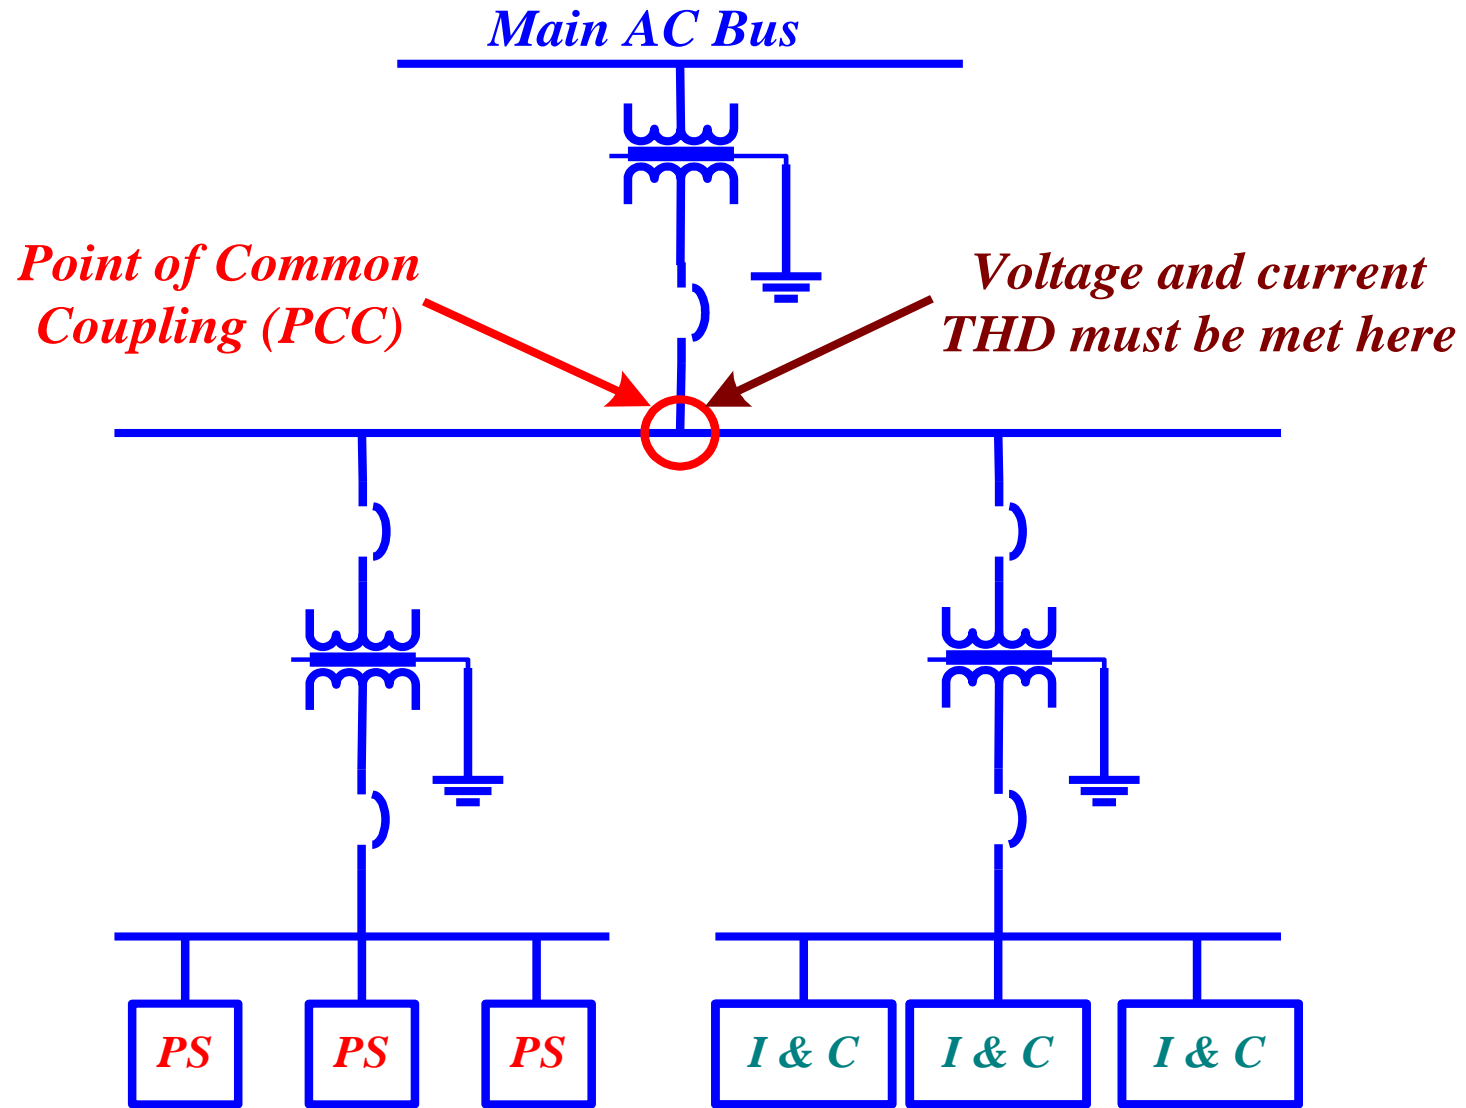 Main AC Bus
Point of Common
Coupling (PCC)
Voltage and current
THD must be met here
PS
PS
PS
I & C
I & C
I & C